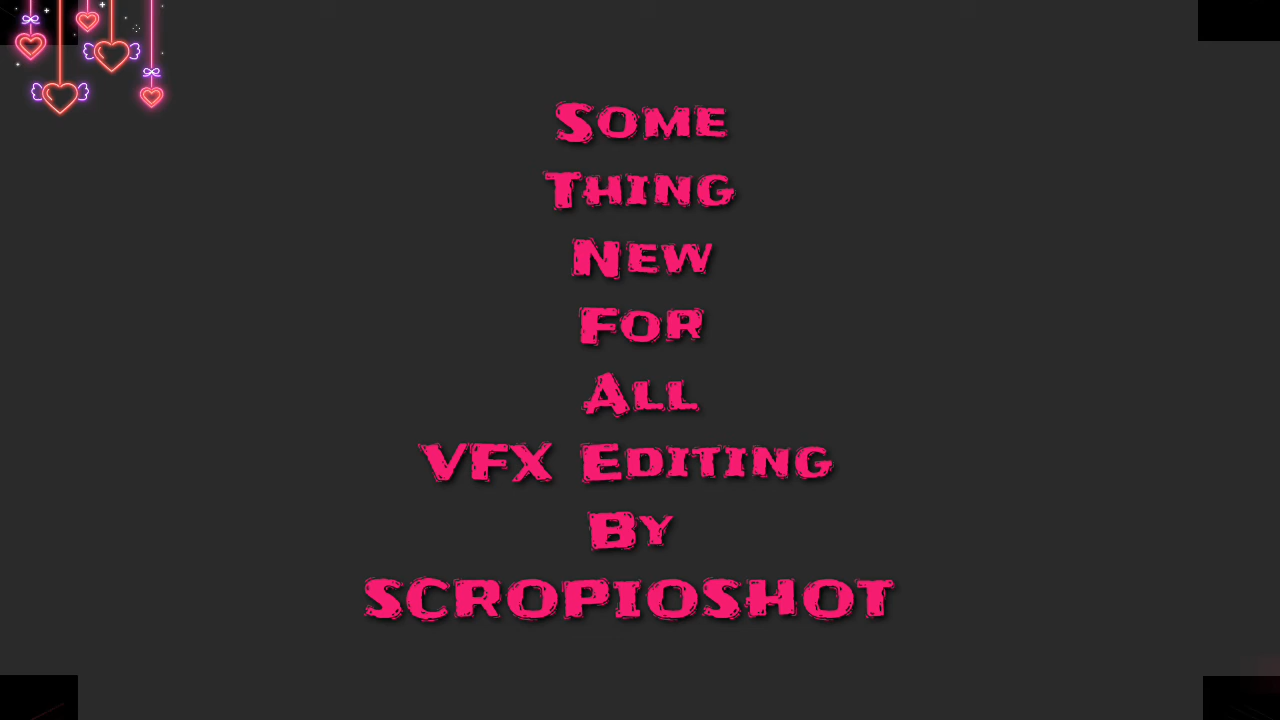 Some
Thing
New
For
All
VFX Editing
By
SCROPIOSHOT